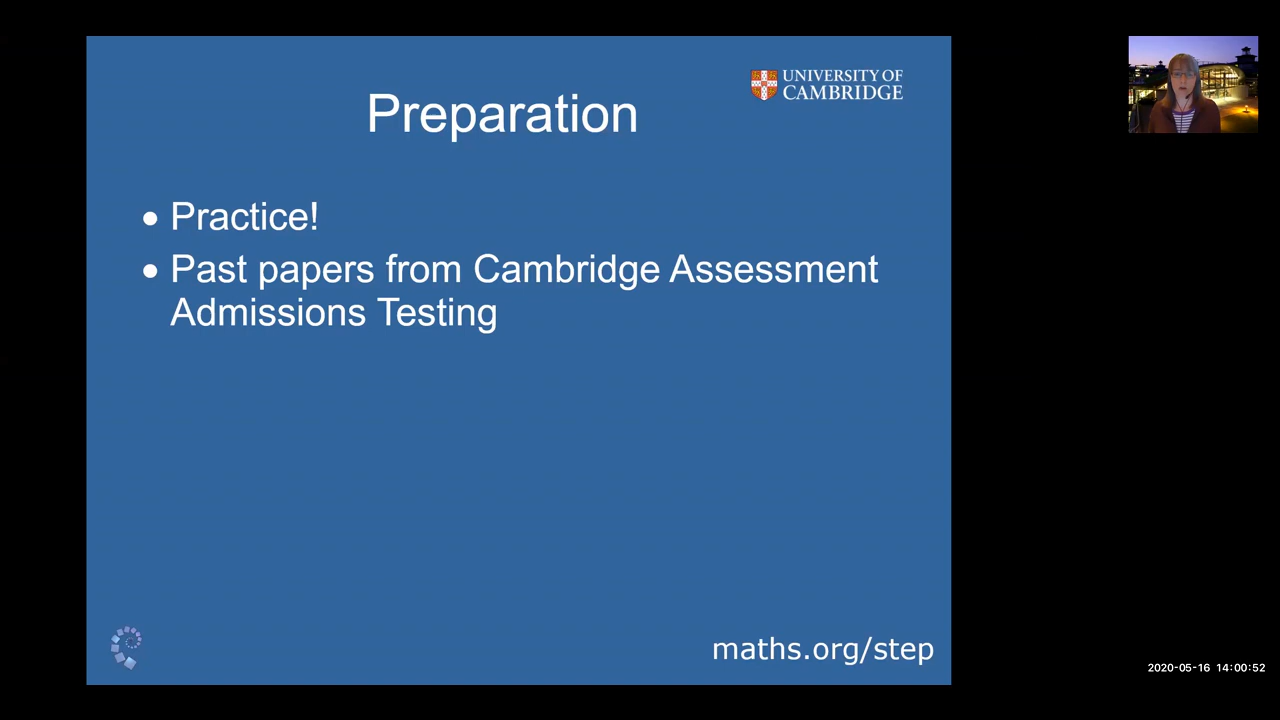 UNIVERSITY OF
CAMBRIDGE
Preparation
• Practice!
• Past papers from Cambridge Assessment
Admissions Testing
maths.org/step
2020-05-16 14:00:52